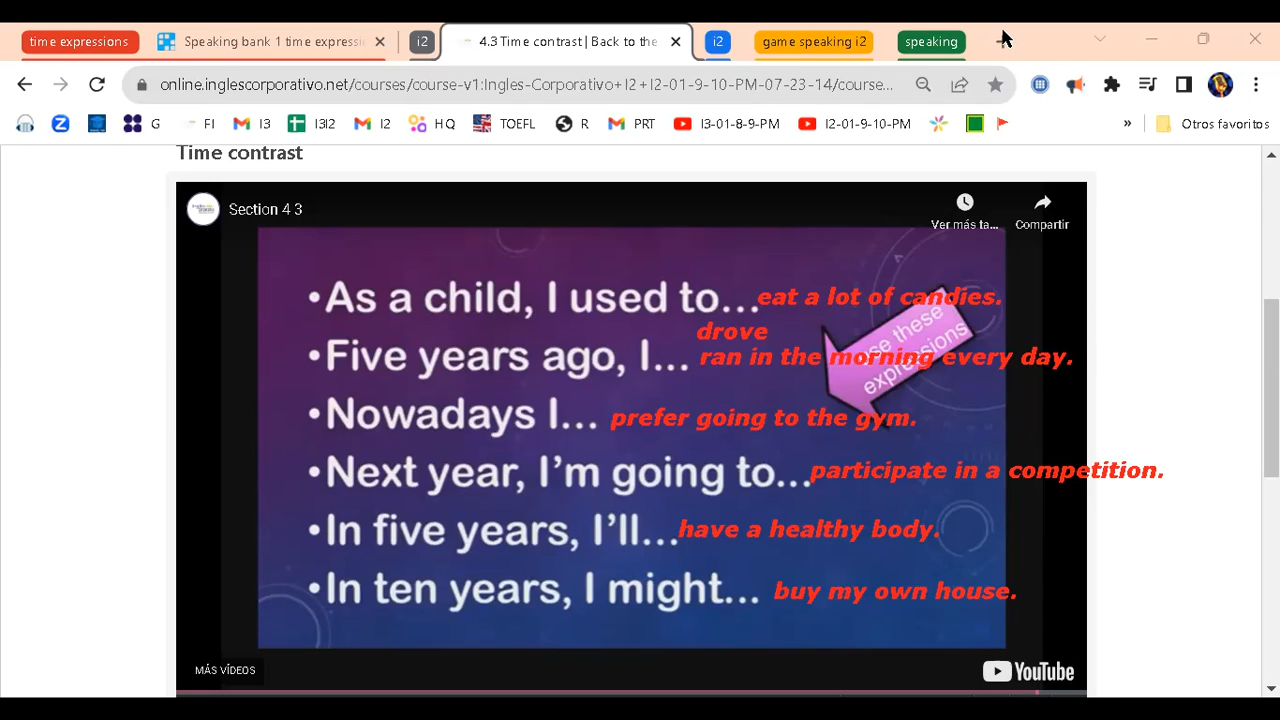 time expressions
Speaking bank 1 time expressi
i2
4.3 Time contrast | Back to the
i2
game speaking i2
speaking
online.inglescorporativo.net/courses/course-v1:Ingles-Corporativo+I2+I2-01-9-10-PM-07-23-14/course...
G
FI
I3
I3I2
I2
HQ
TOEFL
R
PRT
I3-01-8-9-PM
I2-01-9-10-PM
»
Otros favoritos
Time contrast
Section 4 3
Ver más ta...
Compartir
•As a child, I used to...eat a lot of candies.
drove
•Five years ago, I... ran in the morning every day.
these
expressions
•Nowadays I... prefer going to the gym.
•Next year, I'm going to...participate in a competition.
•In five years, I'll...have a healthy body.
•In ten years, I might... buy my own house.
MÁS VÍDEOS
YouTube